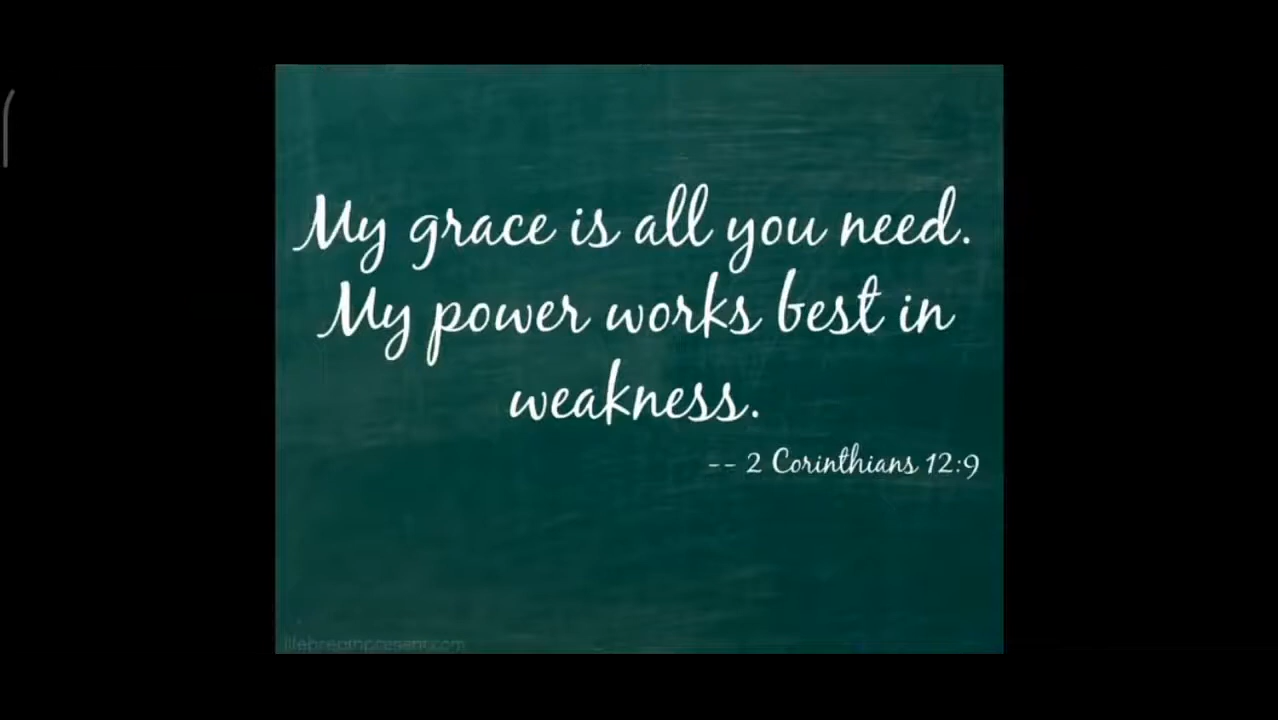 My grace is all you need.
My power works best in
weakness.
-- 2 Corinthians 12:9